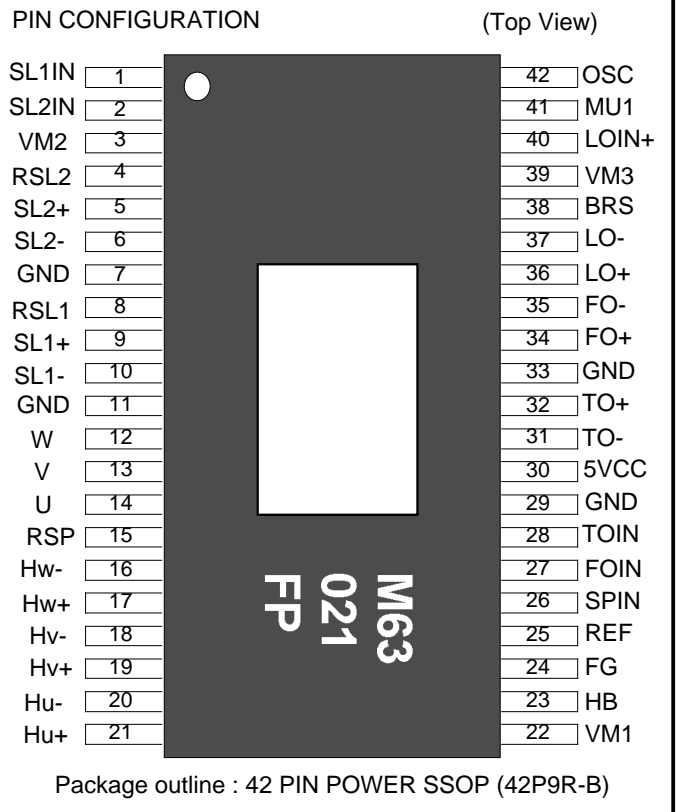 PIN CONFIGURATION (Top View)
SL1IN 1 42 OSC
SL2IN 2 41 MU1
VM2 3 40 LOIN+
RSL2 4 39 VM3
SL2+ 5 38 BRS
SL2- 6 37 LO-
GND 7 36 LO+
RSL1 8 35 FO-
SL1+ 9 34 FO+
SL1- 10 33 GND
GND 11 32 TO+
W 12 31 TO-
V 13 30 5VCC
U 14 29 GND
RSP 15 28 TOIN
Hw- 16 27 FOIN
Hw+ 17 26 SPIN
Hv- 18 25 REF
Hv+ 19 24 FG
Hu- 20 23 HB
Hu+ 21 22 VM1
M63
021
FP
Package outline : 42 PIN POWER SSOP (42P9R-B)